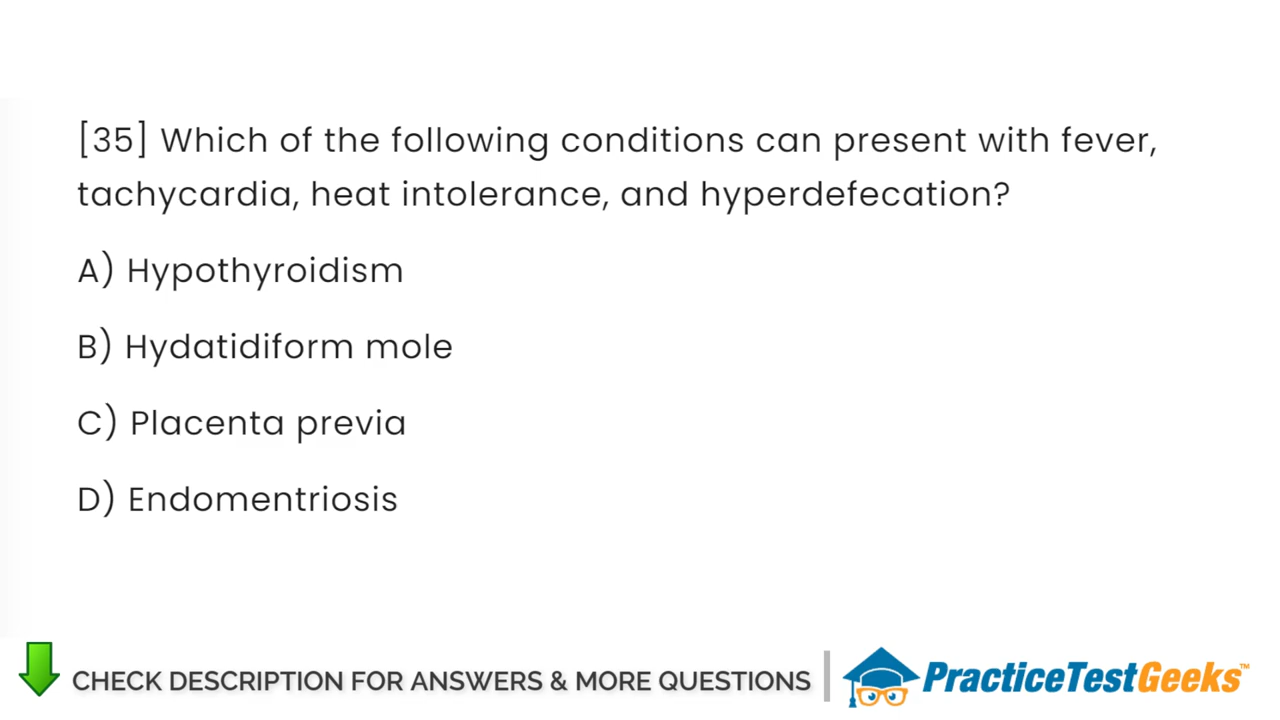 [35] Which of the following conditions can present with fever,
tachycardia, heat intolerance, and hyperdefecation?
A) Hypothyroidism
B) Hydatidiform mole
C) Placenta previa
D) Endomentriosis
CHECK DESCRIPTION FOR ANSWERS & MORE QUESTIONS
PracticeTestGeeks™